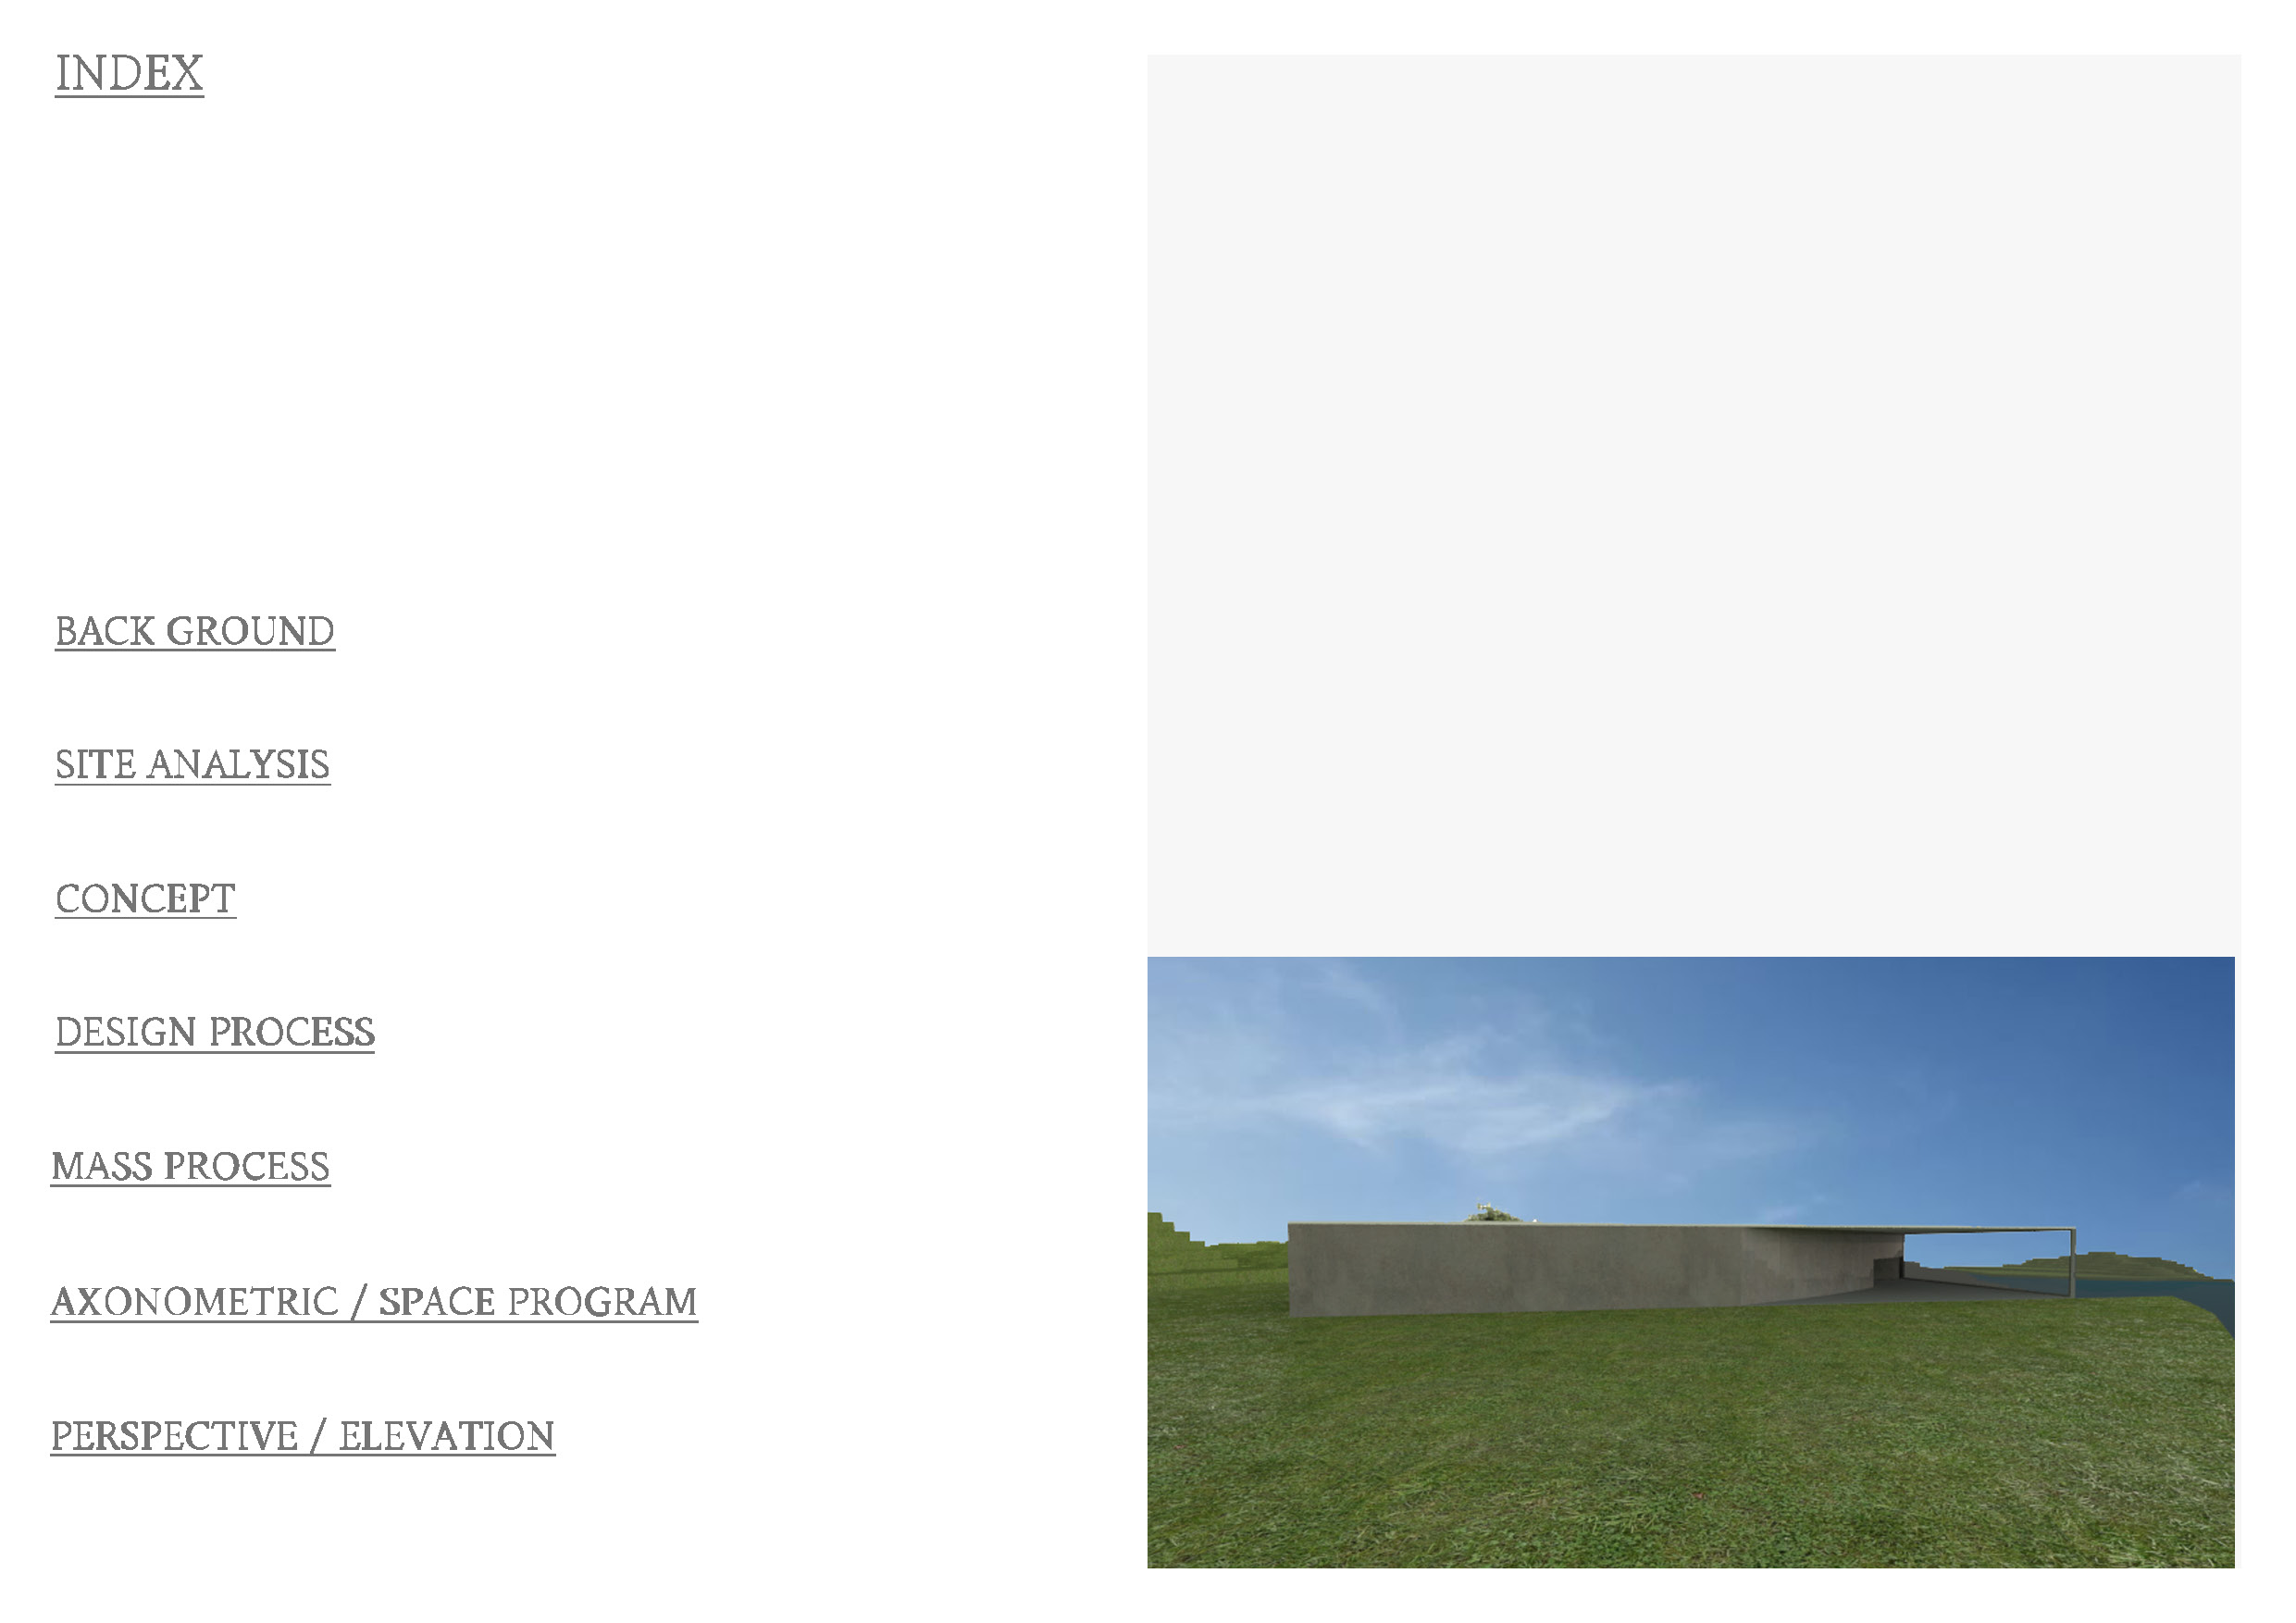 INDEX
BACK GROUND
SITE ANALYSIS
CONCEPT
DESIGN PROCESS
MASS PROCESS
AXONOMETRIC / SPACE PROGRAM
PERSPECTIVE / ELEVATION